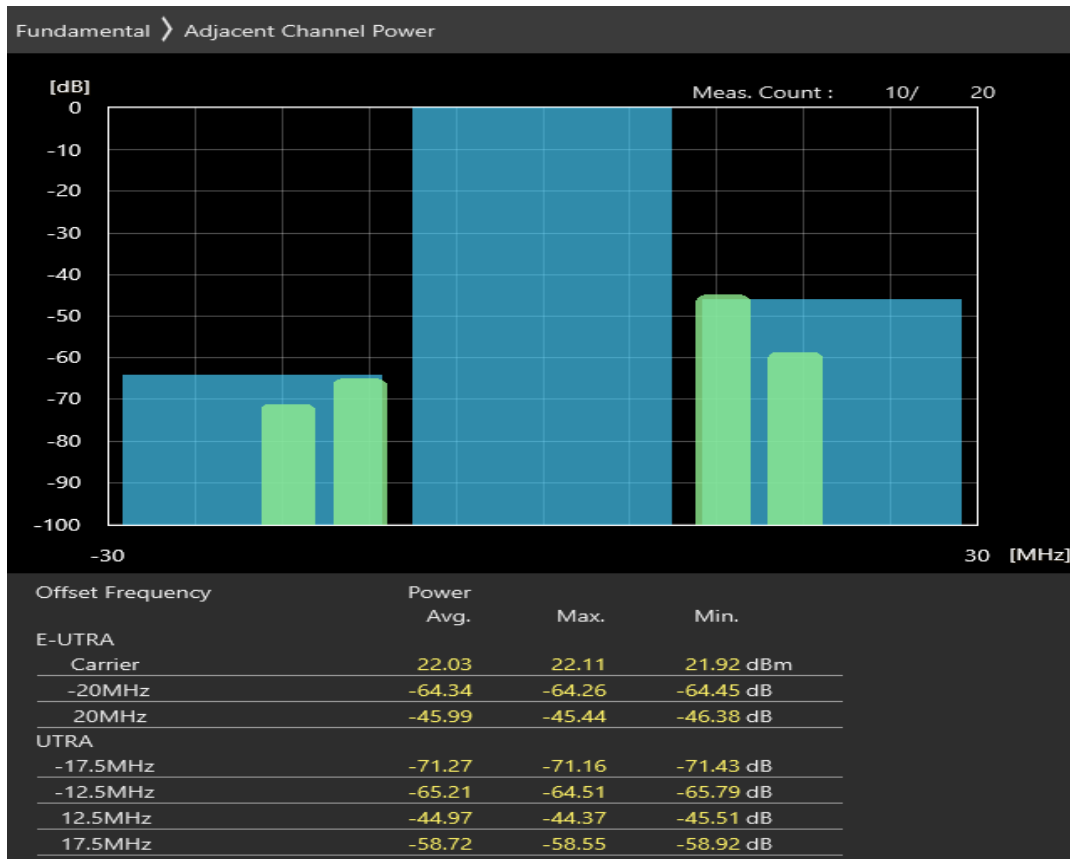 Fundamental ❯ Adjacent Channel Power
[dB]
Meas. Count : 10/ 20
0
-10
-20
-30
-40
-50
-60
-70
-80
-90
-100
-30 30 [MHz]
Offset Frequency Power
Avg. Max. Min.
E-UTRA
Carrier 22.03 22.11 21.92 dBm
-20MHz -64.34 -64.26 -64.45 dB
20MHz -45.99 -45.44 -46.38 dB
UTRA
-17.5MHz -71.27 -71.16 -71.43 dB
-12.5MHz -65.21 -64.51 -65.79 dB
12.5MHz -44.97 -44.37 -45.51 dB
17.5MHz -58.72 -58.55 -58.92 dB